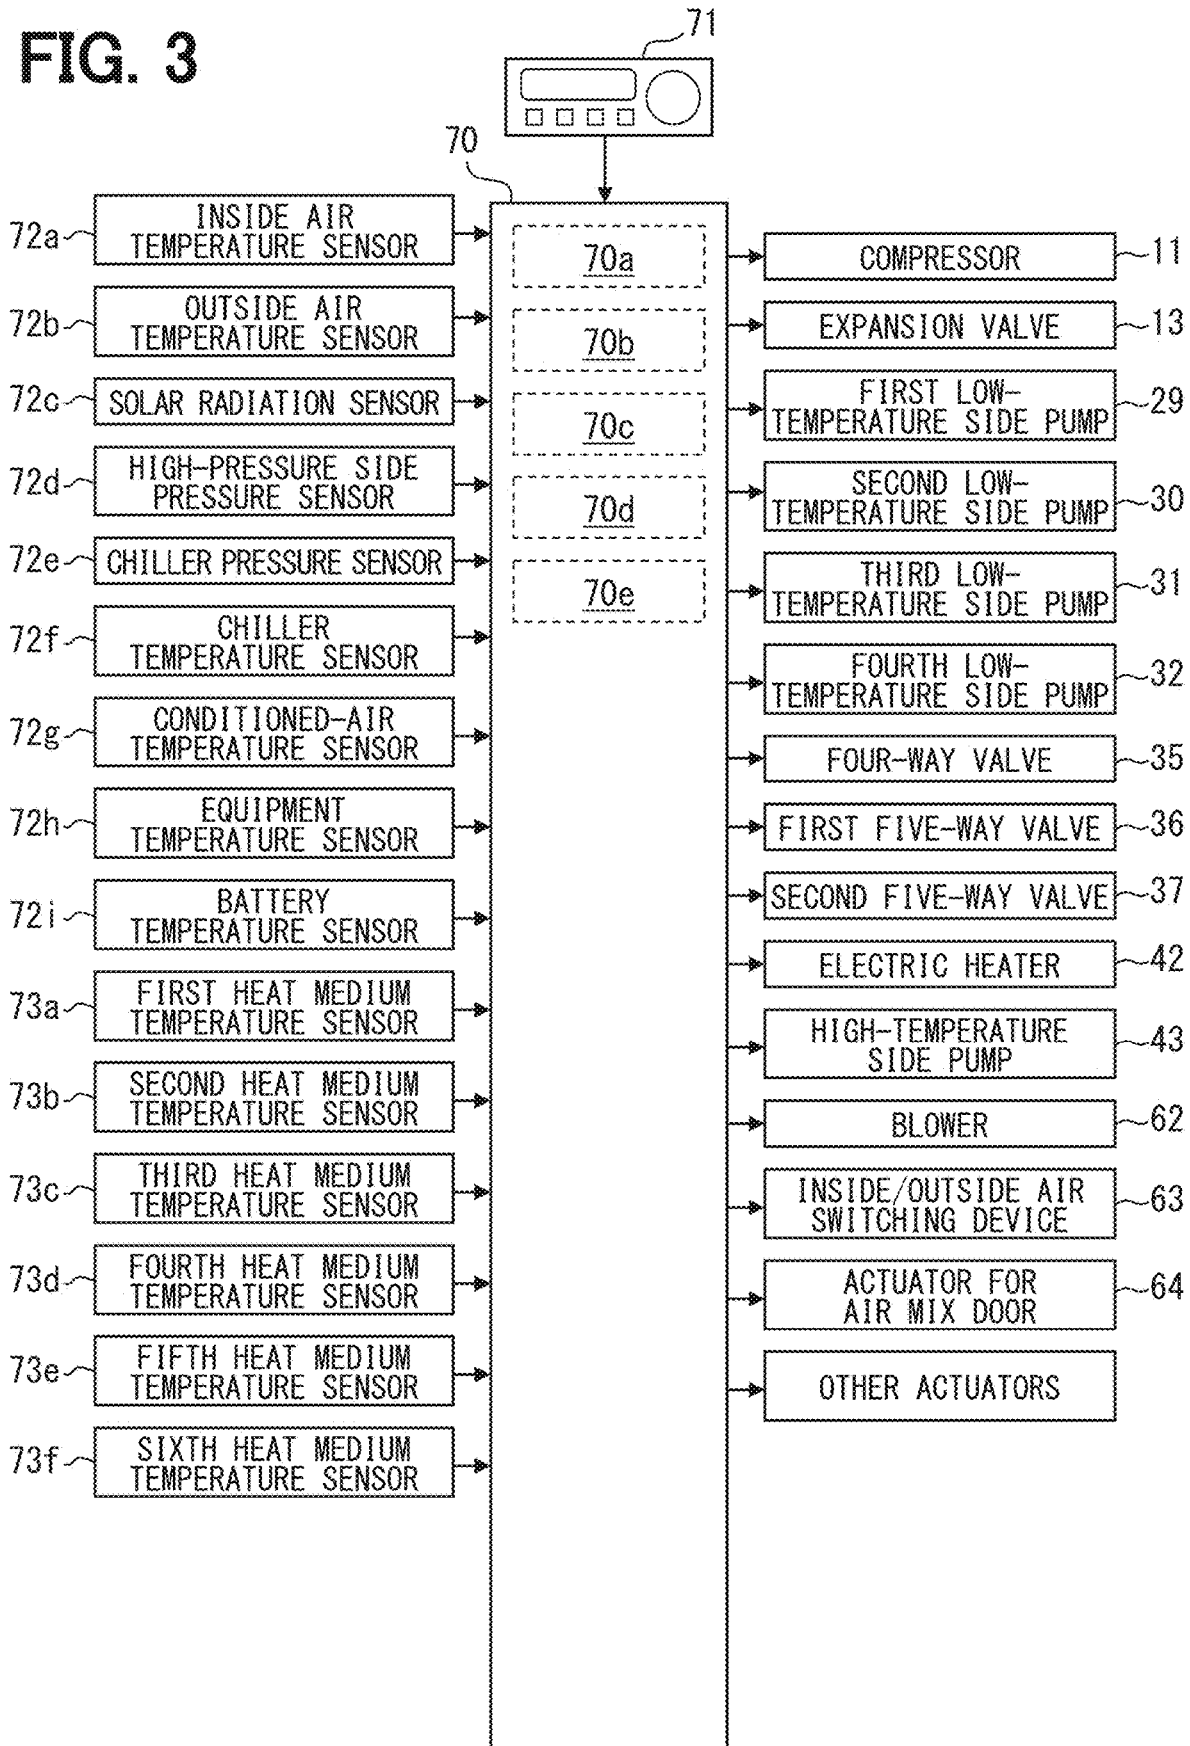 FIG. 3
71
70
72a
INSIDE AIR
TEMPERATURE SENSOR
72b
OUTSIDE AIR
TEMPERATURE SENSOR
72c
SOLAR RADIATION SENSOR
72d
HIGH-PRESSURE SIDE
PRESSURE SENSOR
72e
CHILLER PRESSURE SENSOR
72f
CHILLER
TEMPERATURE SENSOR
72g
CONDITIONED-AIR
TEMPERATURE SENSOR
72h
EQUIPMENT
TEMPERATURE SENSOR
72i
BATTERY
TEMPERATURE SENSOR
73a
FIRST HEAT MEDIUM
TEMPERATURE SENSOR
73b
SECOND HEAT MEDIUM
TEMPERATURE SENSOR
73c
THIRD HEAT MEDIUM
TEMPERATURE SENSOR
73d
FOURTH HEAT MEDIUM
TEMPERATURE SENSOR
73e
FIFTH HEAT MEDIUM
TEMPERATURE SENSOR
73f
SIXTH HEAT MEDIUM
TEMPERATURE SENSOR
70a
70b
70c
70d
70e
COMPRESSOR
11
EXPANSION VALVE
13
FIRST LOW-
TEMPERATURE SIDE PUMP
29
SECOND LOW-
TEMPERATURE SIDE PUMP
30
THIRD LOW-
TEMPERATURE SIDE PUMP
31
FOURTH LOW-
TEMPERATURE SIDE PUMP
32
FOUR-WAY VALVE
35
FIRST FIVE-WAY VALVE
36
SECOND FIVE-WAY VALVE
37
ELECTRIC HEATER
42
HIGH-TEMPERATURE
SIDE PUMP
43
BLOWER
62
INSIDE/OUTSIDE AIR
SWITCHING DEVICE
63
ACTUATOR FOR
AIR MIX DOOR
64
OTHER ACTUATORS